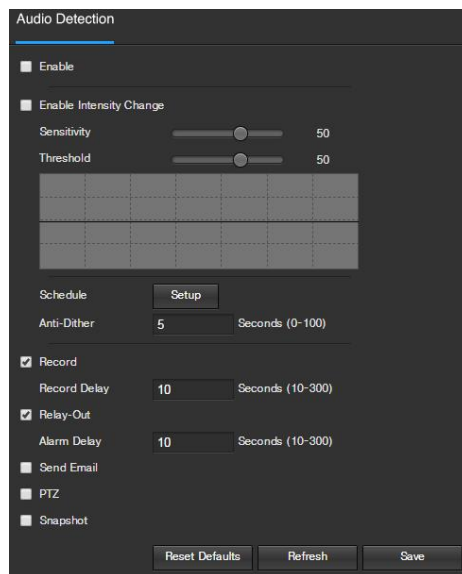 Audio Detection
Enable
Enable Intensity Change
Sensitivity 50
Threshold 50
Schedule Setup
Anti-Dither 5 Seconds (0-100)
Record
Record Delay 10 Seconds (10-300)
Relay-Out
Alarm Delay 10 Seconds (10-300)
Send Email
PTZ
Snapshot
Reset Defaults Refresh Save